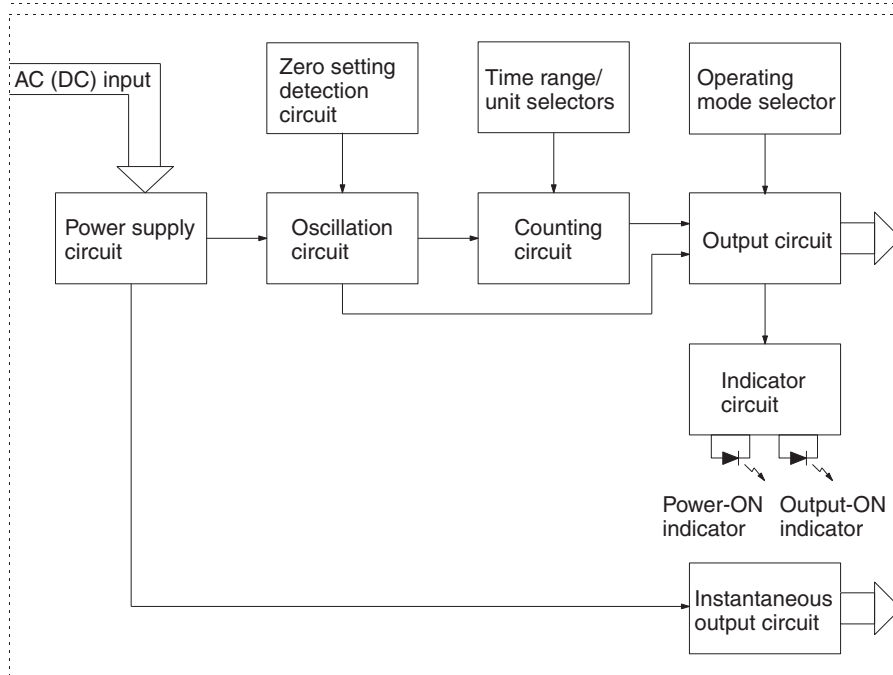 AC (DC) input
Zero setting
detection
circuit
Time range/
unit selectors
Operating
mode selector
Power supply
circuit
Oscillation
circuit
Counting
circuit
Output circuit
Indicator
circuit
Power-ON
indicator
Output-ON
indicator
Instantaneous
output circuit